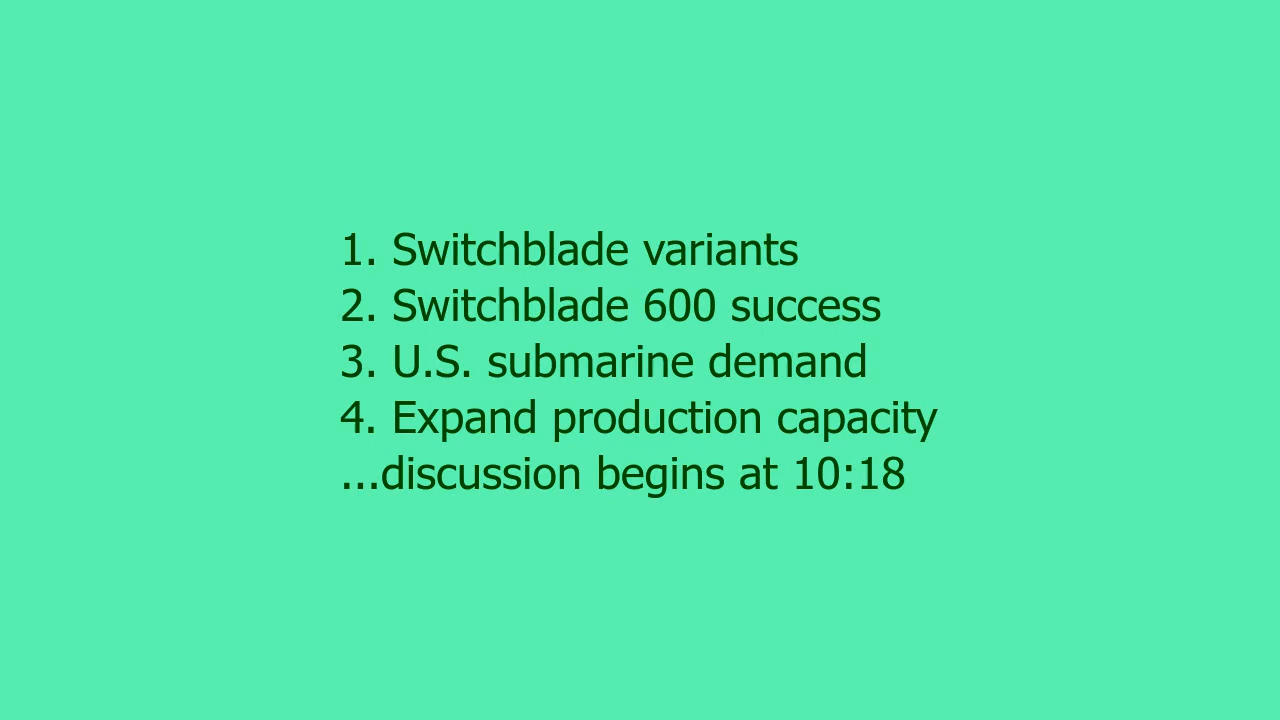 1. Switchblade variants
2. Switchblade 600 success
3. U.S. submarine demand
4. Expand production capacity
...discussion begins at 10:18